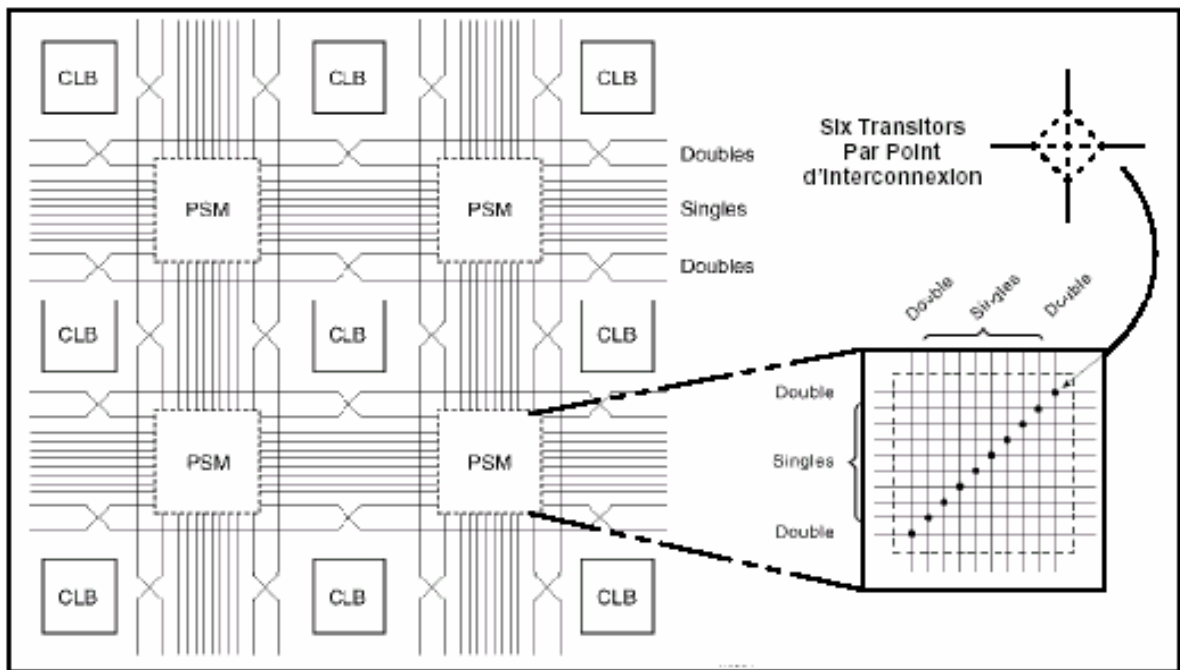 CLB CLB CLB
Doubles
PSM PSM Singles
Doubles
CLB CLB CLB
PSM PSM
CLB CLB CLB
Six Transitors
Par Point
d'Interconnexion
Double Singles Double
Double
Singles
Double